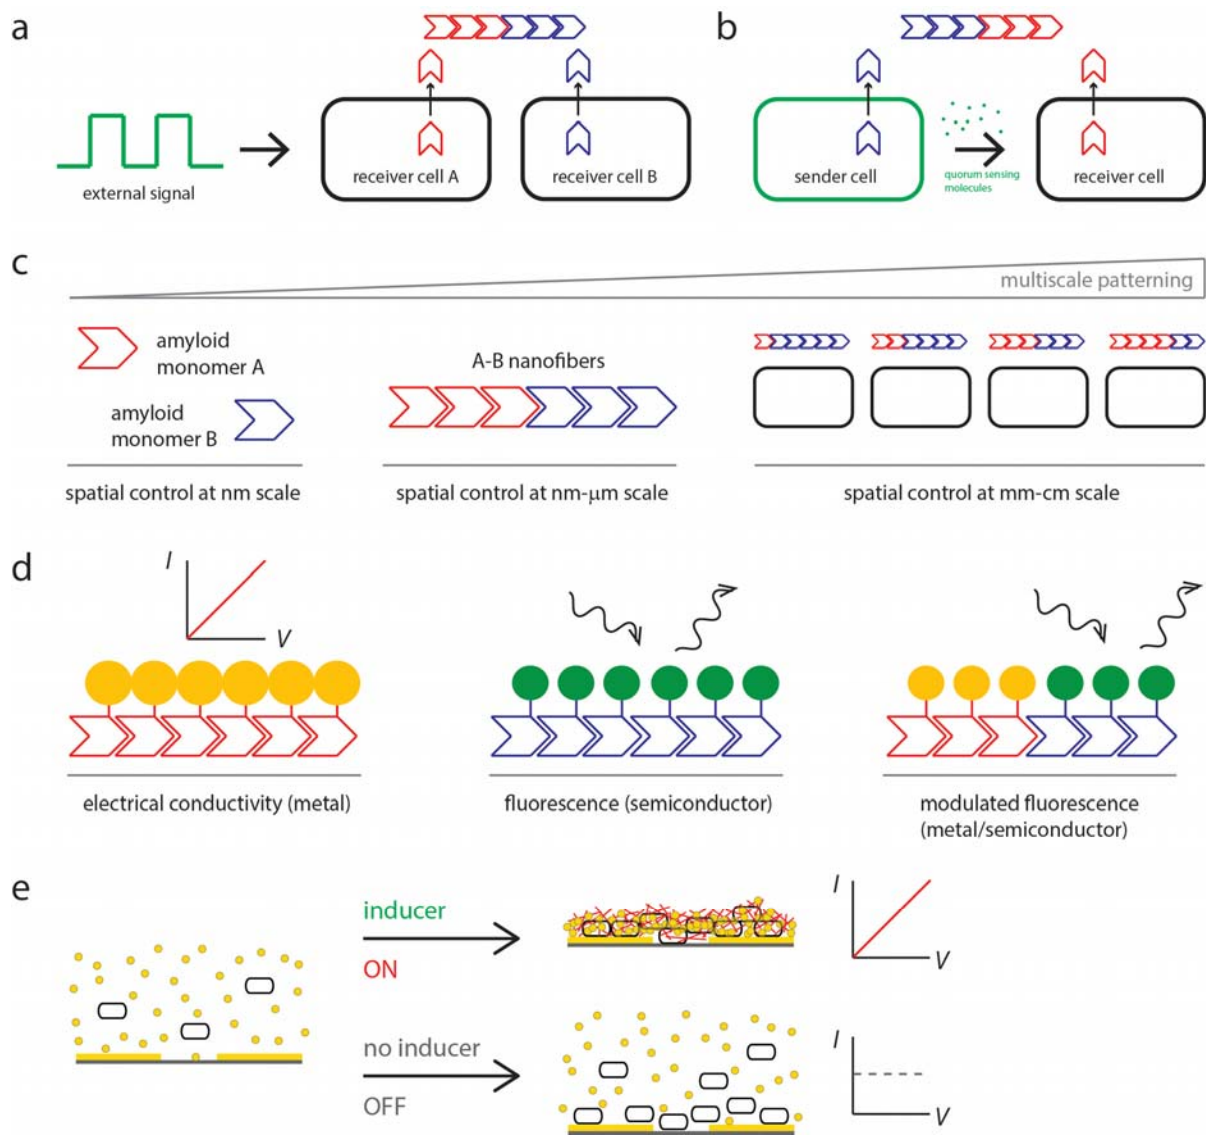 a
external signal
receiver cell A
receiver cell B
b
sender cell
quorum sensing
molecules
receiver cell
c
multiscale patterning
amyloid
monomer A
amyloid
monomer B
spatial control at nm scale
A-B nanofibers
spatial control at nm-μm scale
spatial control at mm-cm scale
d
I
V
electrical conductivity (metal)
fluorescence (semiconductor)
modulated fluorescence
(metal/semiconductor)
e
inducer
ON
I
V
no inducer
OFF
I
V